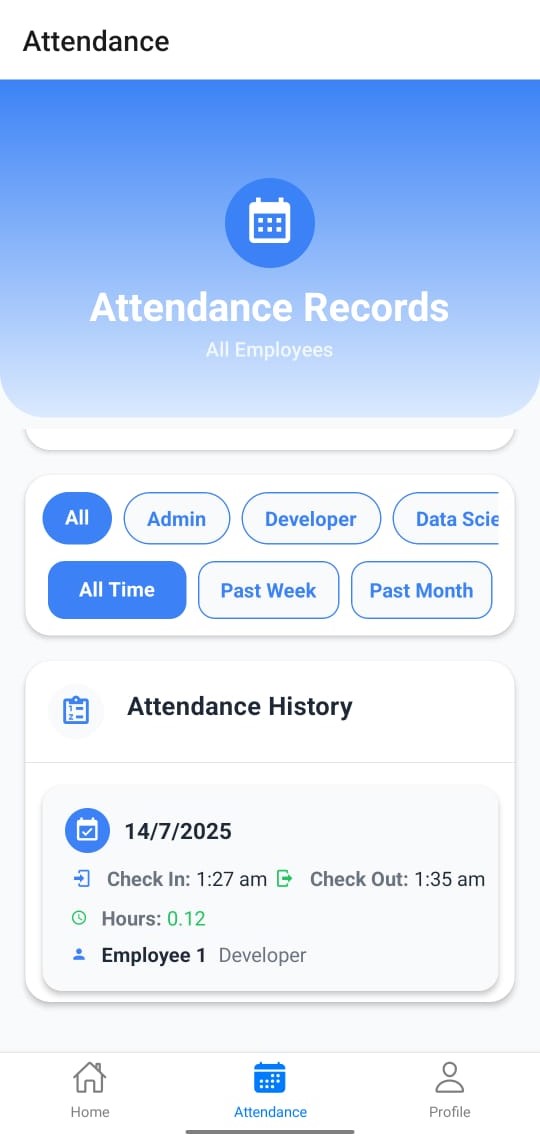 Attendance
Attendance Records
All Employees
All Admin Developer Data Scie
All Time Past Week Past Month
Attendance History
14/7/2025
Check In: 1:27 am Check Out: 1:35 am
Hours: 0.12
Employee 1 Developer
Home Attendance Profile